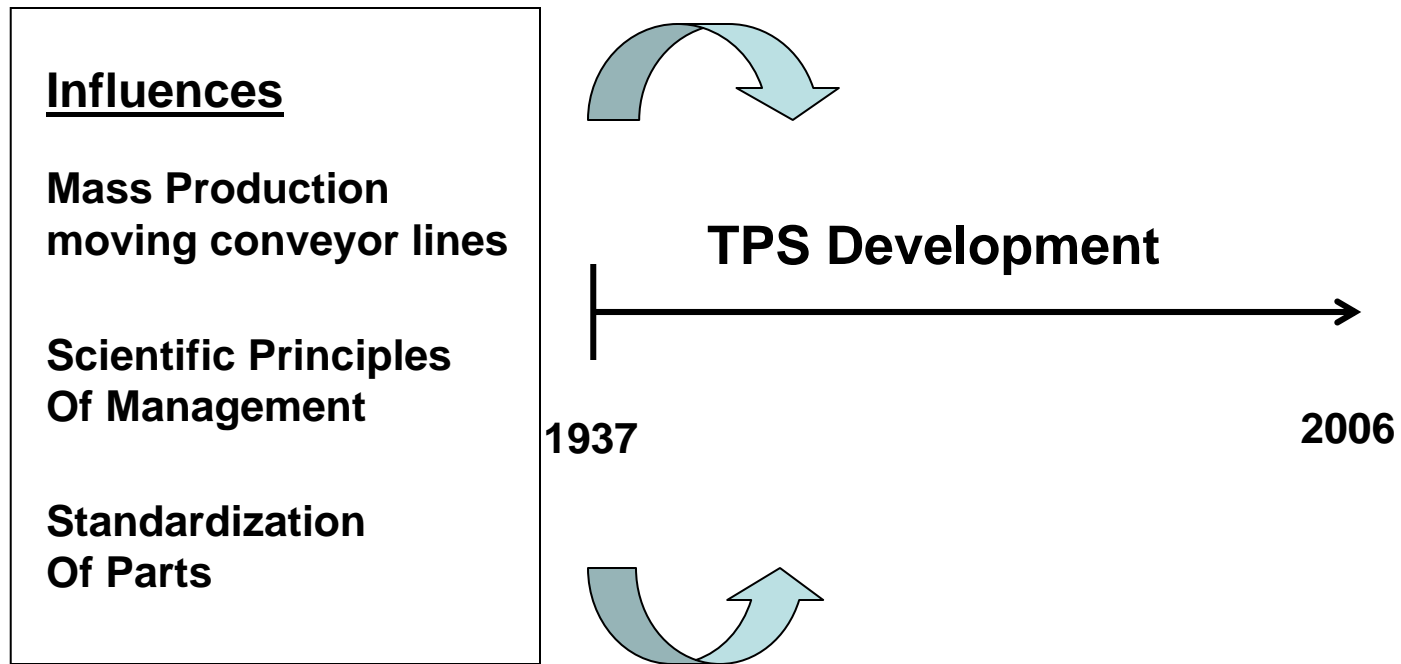 Influences
Mass Production
moving conveyor lines
Scientific Principles
Of Management
Standardization
Of Parts
TPS Development
1937
2006